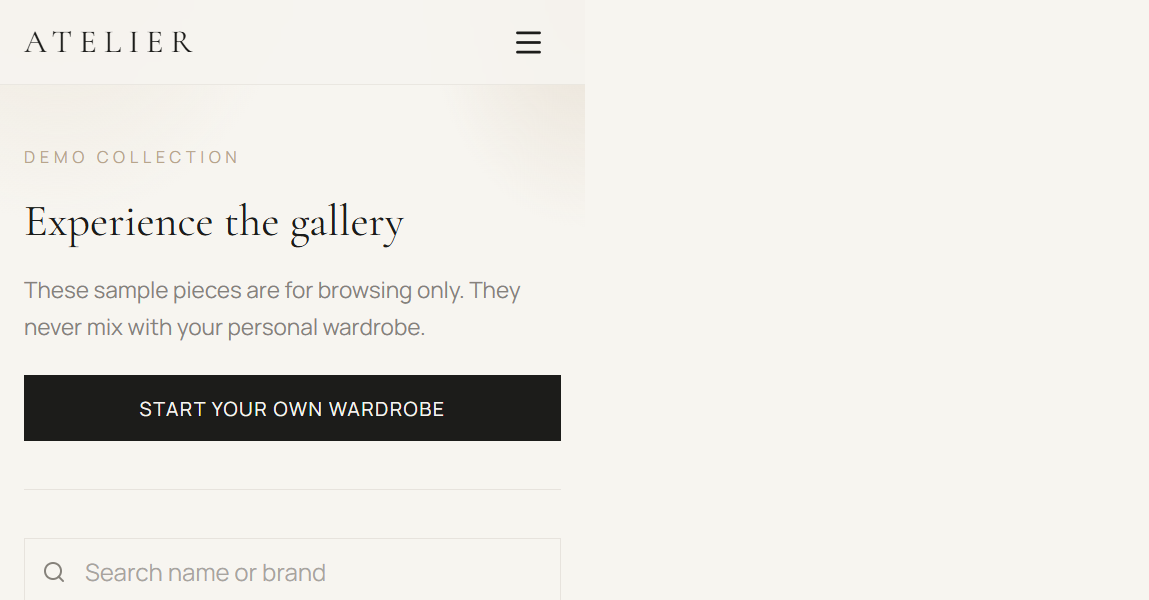 ATELIER
DEMO COLLECTION
Experience the gallery
These sample pieces are for browsing only. They
never mix with your personal wardrobe.
START YOUR OWN WARDROBE
Search name or brand